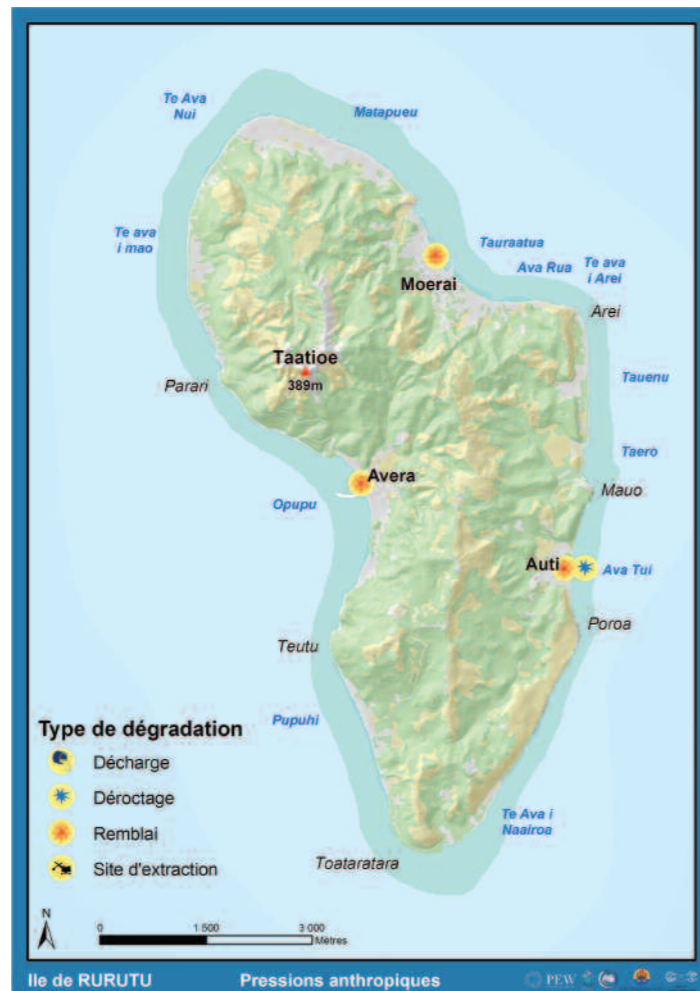 Te Ava
Nui
Matapueu
Te ava
i mao
Tauraatua
Ava Rua
Te ava
i Arei
Moerai
Arei
Taatioe
389m
Parari
Tauenu
Taero
Avera
Mauo
Opupu
Auti
Ava Tui
Poroa
Teutu
Pupuhi
Type de dégradation
Décharge
Déroctage
Remblai
Site d'extraction
Te Ava i
Naairoa
Toataratara
N
0 1 500 3 000
Mètres
Ile de RURUTU Pressions anthropiques PEW